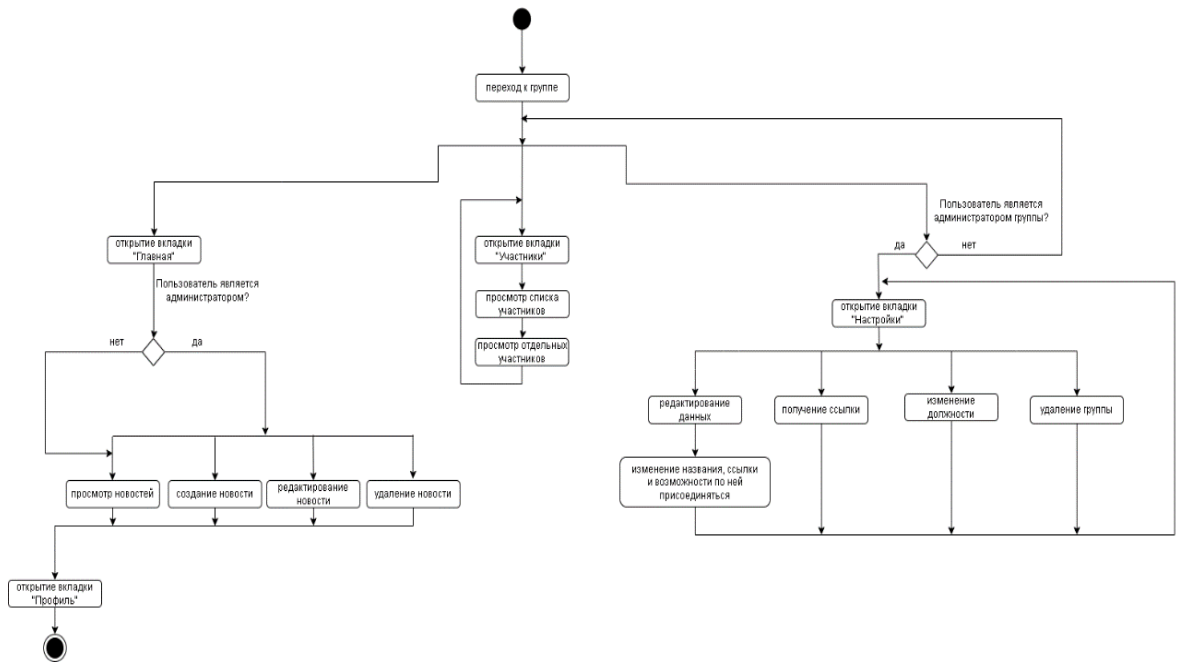 переход к группе
Пользователь является
администратором группы?
да
нет
открытие вкладки
"Главная"
открытие вкладки
"Участники"
Пользователь является
администратором?
просмотр списка
участников
открытие вкладки
"Настройки"
нет
да
просмотр отдельных
участников
редактирование
данных
получение ссылки
изменение
должности
удаление группы
изменение названия, ссылки
и возможности по ней
присоединяться
просмотр новостей
создание новости
редактирование
новости
удаление новости
открытие вкладки
"Профиль"